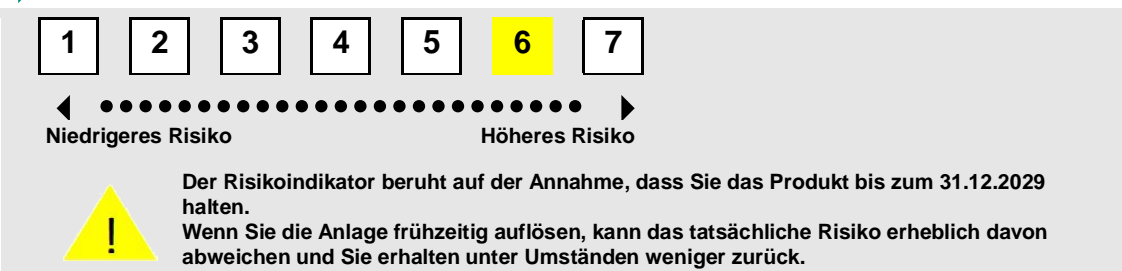 1 2 3 4 5 6 7
Niedrigeres Risiko Höheres Risiko
Der Risikoindikator beruht auf der Annahme, dass Sie das Produkt bis zum 31.12.2029
halten.
Wenn Sie die Anlage frühzeitig auflösen, kann das tatsächliche Risiko erheblich davon
abweichen und Sie erhalten unter Umständen weniger zurück.
!